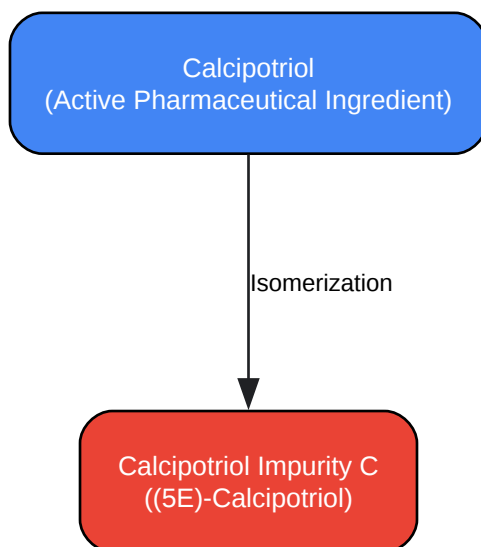 Calcipotriol
(Active Pharmaceutical Ingredient)
Isomerization
Calcipotriol Impurity C
((5E)-Calcipotriol)